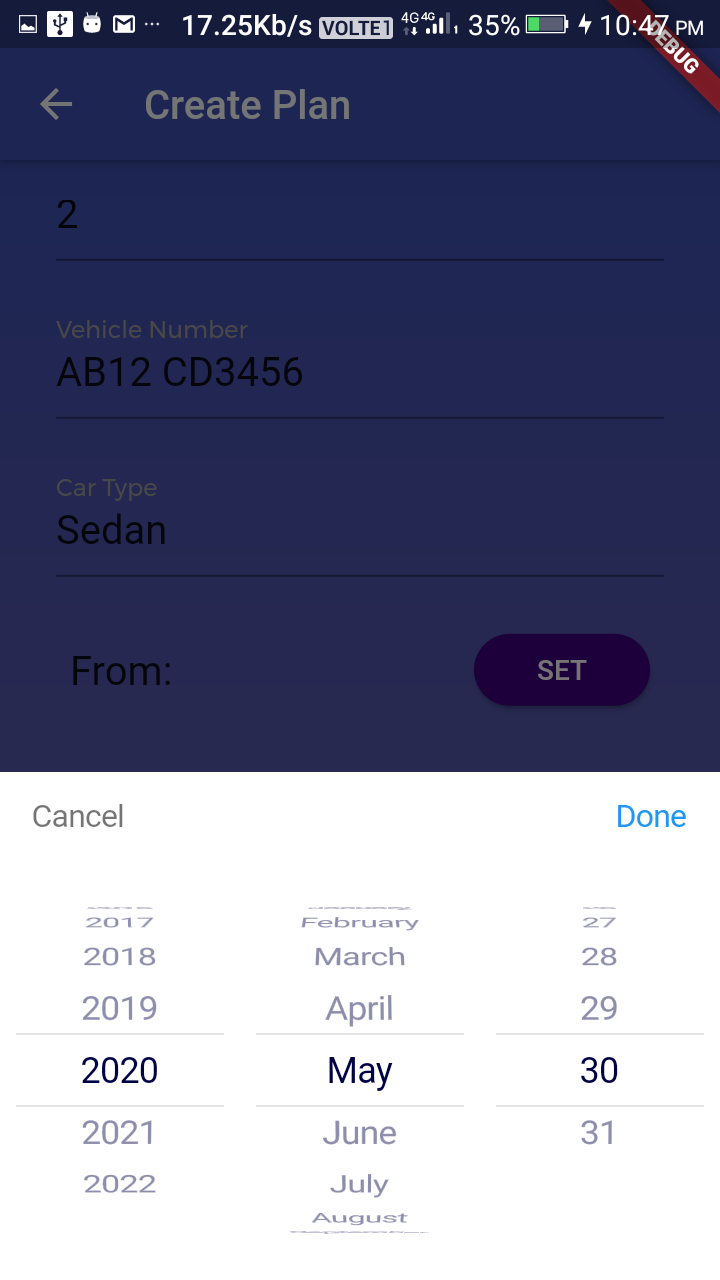 17.25Kb/s VOLTE1 4G 4G 1 35% 10:47 PM
DEBUG
Create Plan
2
Vehicle Number
AB12 CD3456
Car Type
Sedan
From: SET
Cancel Done
2017 February 27
2018 March 28
2019 April 29
2020 May 30
2021 June 31
2022 July
August